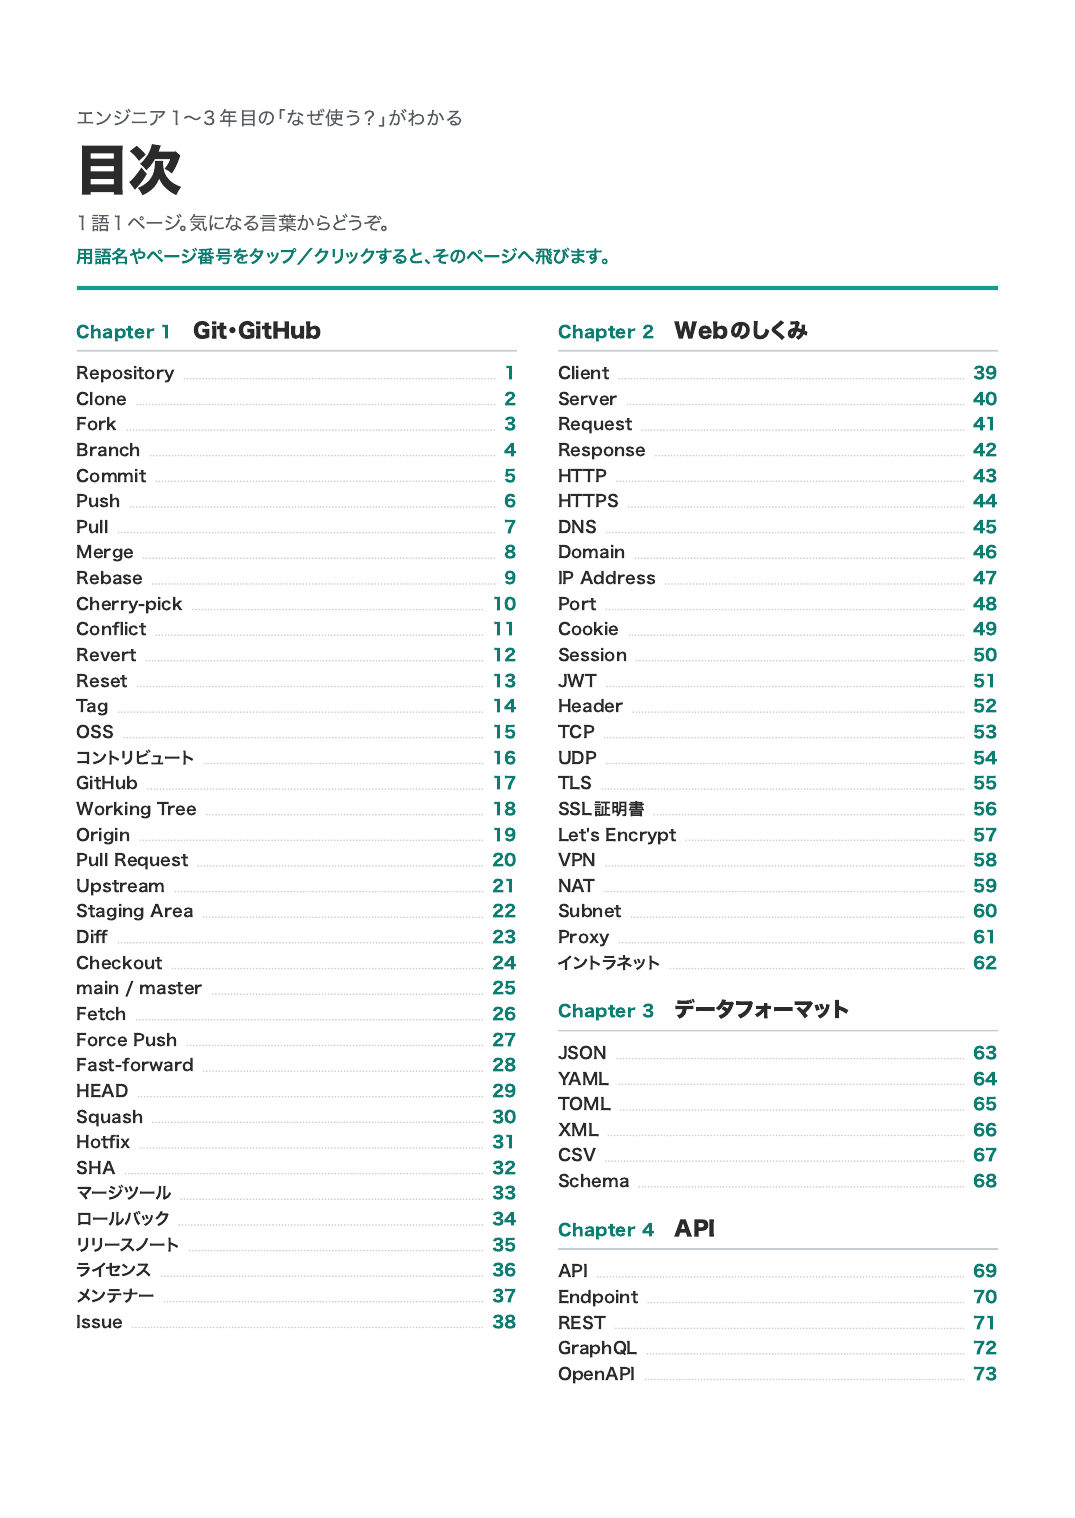 エンジニア1〜3年目の「なぜ使う?」がわかる
目次
1語1ページ。気になる言葉からどうぞ。
用語名やページ番号をタップ／クリックすると、そのページへ飛びます。
Chapter 1 Git・GitHub
Repository 1
Clone 2
Fork 3
Branch 4
Commit 5
Push 6
Pull 7
Merge 8
Rebase 9
Cherry-pick 10
Conflict 11
Revert 12
Reset 13
Tag 14
OSS 15
コントリビュート 16
GitHub 17
Working Tree 18
Origin 19
Pull Request 20
Upstream 21
Staging Area 22
Diff 23
Checkout 24
main / master 25
Fetch 26
Force Push 27
Fast-forward 28
HEAD 29
Squash 30
Hotfix 31
SHA 32
マージツール 33
ロールバック 34
リリースノート 35
ライセンス 36
メンテナー 37
Issue 38
Chapter 2 Webのしくみ
Client 39
Server 40
Request 41
Response 42
HTTP 43
HTTPS 44
DNS 45
Domain 46
IP Address 47
Port 48
Cookie 49
Session 50
JWT 51
Header 52
TCP 53
UDP 54
TLS 55
SSL証明書 56
Let's Encrypt 57
VPN 58
NAT 59
Subnet 60
Proxy 61
イントラネット 62
Chapter 3 データフォーマット
JSON 63
YAML 64
TOML 65
XML 66
CSV 67
Schema 68
Chapter 4 API
API 69
Endpoint 70
REST 71
GraphQL 72
OpenAPI 73